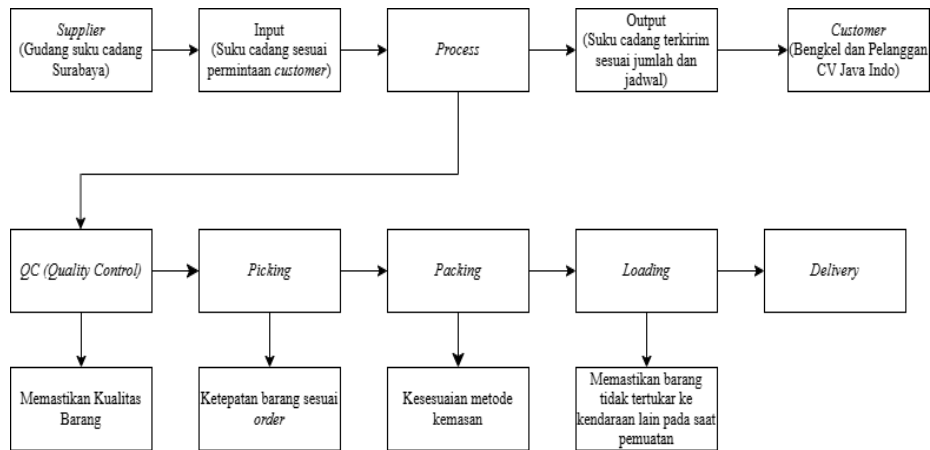 Supplier
(Gudang suku cadang
Surabaya)
Input
(Suku cadang sesuai
permintaan customer)
Process
Output
(Suku cadang terkirim
sesuai jumlah dan
jadwal)
Customer
(Bengkel dan Pelanggan
CV Java Indo)
QC (Quality Control)
Picking
Packing
Loading
Delivery
Memastikan Kualitas
Barang
Ketepatan barang sesuai
order
Kesesuaian metode
kemasan
Memastikan barang
tidak tertukar ke
kendaraan lain pada saat
pemuatan